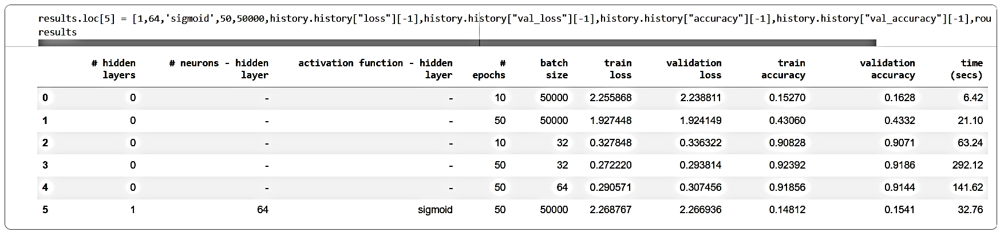 results.loc[5] = [1,64,'sigmoid',50,50000,history.history["loss"][-1],history.history["val_loss"][-1],history.history["accuracy"][-1],history.history["val_accuracy"][-1],rou
results
# hidden layers # neurons - hidden layer activation function - hidden layer # epochs batch size train loss validation loss train accuracy validation accuracy time (secs)
0 0 - - 10 50000 2.255868 2.238811 0.15270 0.1628 6.42
1 0 - - 50 50000 1.927448 1.924149 0.43060 0.4332 21.10
2 0 - - 10 32 0.327848 0.336322 0.90828 0.9071 63.24
3 0 - - 50 32 0.272220 0.293814 0.92392 0.9186 292.12
4 0 - - 50 64 0.290571 0.307456 0.91856 0.9144 141.62
5 1 64 sigmoid 50 50000 2.268767 2.266936 0.14812 0.1541 32.76